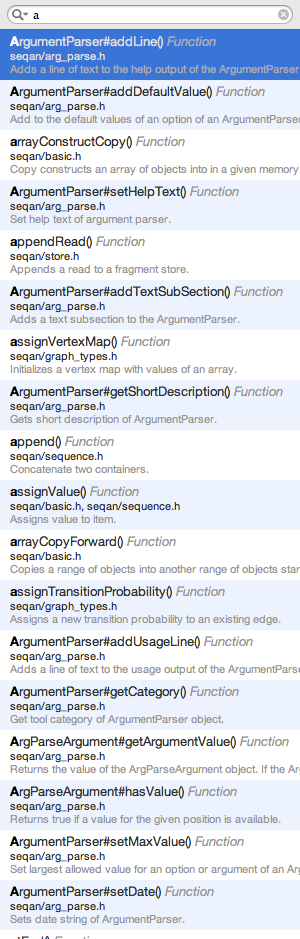 a
ArgumentParser#addLine() Function
seqan/arg_parse.h
Adds a line of text to the help output of the ArgumentParser
ArgumentParser#addDefaultValue() Function
seqan/arg_parse.h
Add to the default values of an option of an ArgumentParser
arrayConstructCopy() Function
seqan/basic.h
Copy constructs an array of objects into in a given memory
ArgumentParser#setHelpText() Function
seqan/arg_parse.h
Set help text of argument parser.
appendRead() Function
seqan/store.h
Appends a read to a fragment store.
ArgumentParser#addTextSubSection() Function
seqan/arg_parse.h
Adds a text subsection to the ArgumentParser.
assignVertexMap() Function
seqan/graph_types.h
Initializes a vertex map with values of an array.
ArgumentParser#getShortDescription() Function
seqan/arg_parse.h
Gets short description of ArgumentParser.
append() Function
seqan/sequence.h
Concatenate two containers.
assignValue() Function
seqan/basic.h, seqan/sequence.h
Assigns value to item.
arrayCopyForward() Function
seqan/basic.h
Copies a range of objects into another range of objects star
assignTransitionProbability() Function
seqan/graph_types.h
Assigns a new transition probability to an existing edge.
ArgumentParser#addUsageLine() Function
seqan/arg_parse.h
Adds a line of text to the usage output of the ArgumentParse
ArgumentParser#getCategory() Function
seqan/arg_parse.h
Get tool category of ArgumentParser object.
ArgParseArgument#getArgumentValue() Function
seqan/arg_parse.h
Returns the value of the ArgParseArgument object. If the Ar
ArgParseArgument#hasValue() Function
seqan/arg_parse.h
Returns true if a value for the given position is available.
ArgumentParser#setMaxValue() Function
seqan/arg_parse.h
Set largest allowed value for an option or argument of an Arg
ArgumentParser#setDate() Function
seqan/arg_parse.h
Sets date string of ArgumentParser.